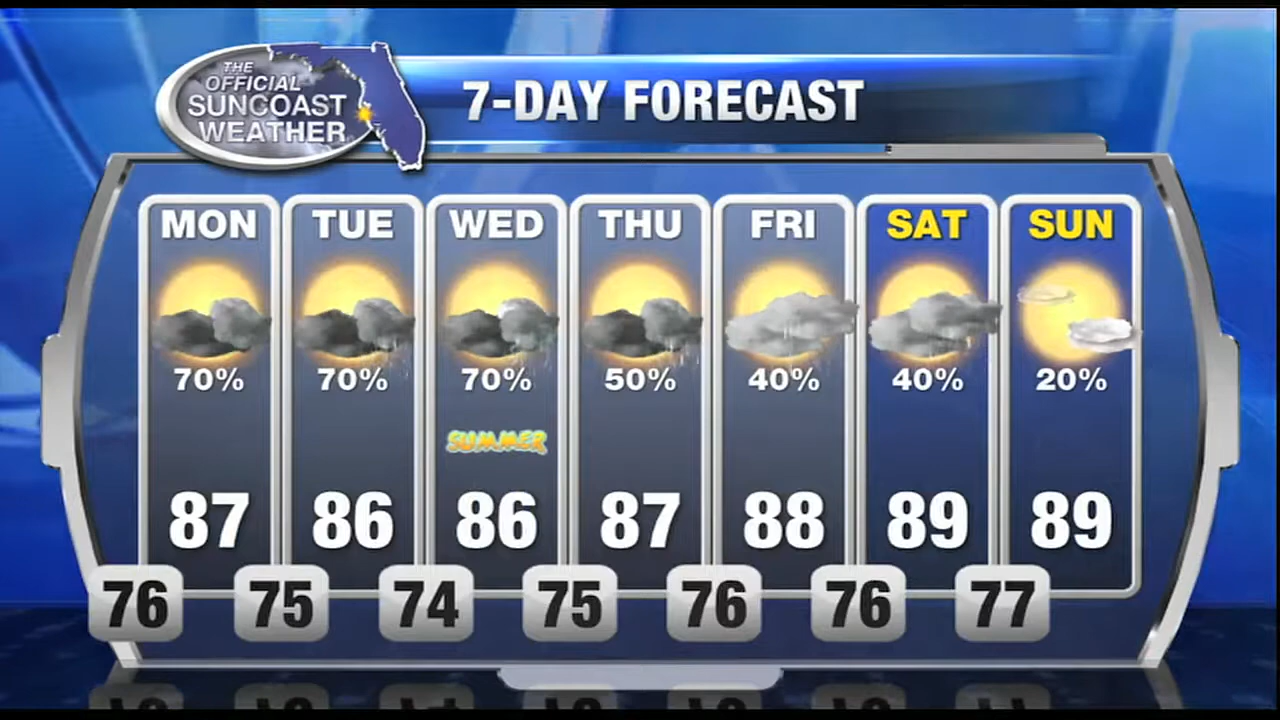 THE
OFFICIAL
SUNCOAST
WEATHER
7-DAY FORECAST
MON TUE WED THU FRI SAT SUN
70% 70% 70% 50% 40% 40% 20%
SUMMER
87 86 86 87 88 89 89
76 75 74 75 76 76 77